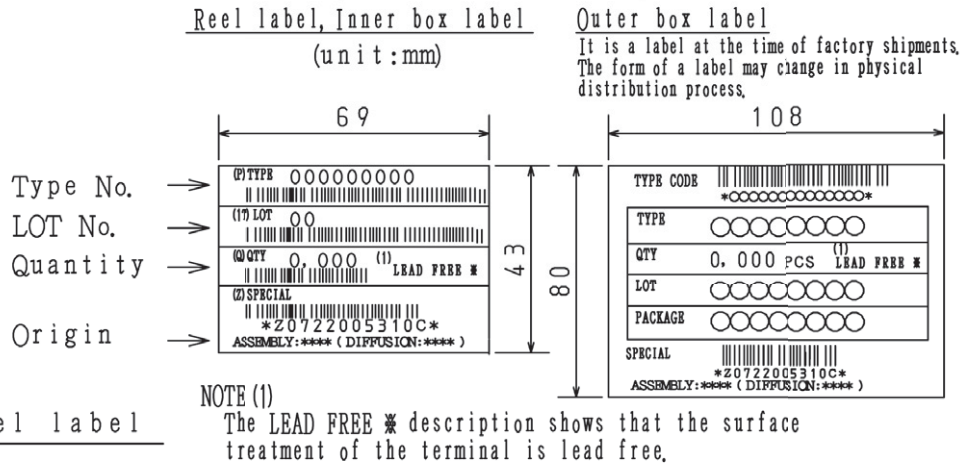 Reel label, Inner box label
(unit:mm)
Outer box label
It is a label at the time of factory shipments.
The form of a label may change in physical
distribution process.
69
108
Type No.
LOT No.
Quantity
Origin
(P)TYPE 000000000
(1T) LOT 00
(Q)QTY 0,000 (1) LEAD FREE ※
(Z)SPECIAL
*Z0722005310C*
ASSEMBLY:**** ( DIFFUSION:**** )
43
80
TYPE CODE
*○○○○○○○○○○○○○○*
TYPE ○○○○○○○○
QTY 0,000 PCS (1) LEAD FREE ※
LOT ○○○○○○○○
PACKAGE ○○○○○○○○
SPECIAL
*Z0722005310C*
ASSEMBLY:**** ( DIFFUSION:**** )
el label
NOTE (1)
The LEAD FREE ※ description shows that the surface
treatment of the terminal is lead free.